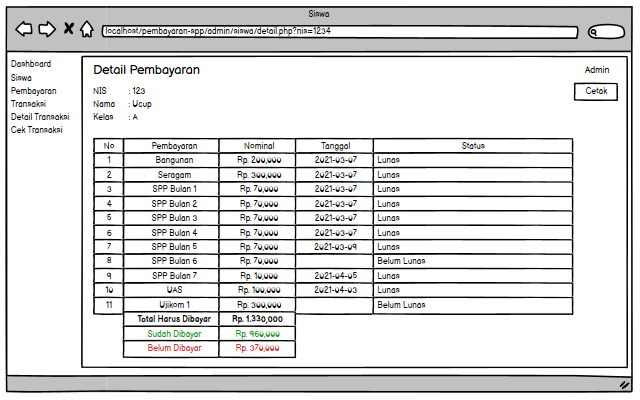 Siswa
localhost/pembayaran-spp/admin/siswa/detail.php?nis=1234
Dashboard
Siswa
Pembayaran
Transaksi
Detail Transaksi
Cek Transaksi
Detail Pembayaran
Admin
Cetak
NIS : 123
Nama : Ucup
Kelas : A
No Pembayaran Nominal Tanggal Status
1 Bangunan Rp. 200,000 2021-03-07 Lunas
2 Seragam Rp. 300,000 2021-03-07 Lunas
3 SPP Bulan 1 Rp. 70,000 2021-03-07 Lunas
4 SPP Bulan 2 Rp. 70,000 2021-03-07 Lunas
5 SPP Bulan 3 Rp. 70,000 2021-03-07 Lunas
6 SPP Bulan 4 Rp. 70,000 2021-03-07 Lunas
7 SPP Bulan 5 Rp. 70,000 2021-03-09 Lunas
8 SPP Bulan 6 Rp. 70,000 Belum Lunas
9 SPP Bulan 7 Rp. 10,000 2021-04-05 Lunas
10 UAS Rp. 100,000 2021-04-03 Lunas
11 Ujikom 1 Rp. 300,000 Belum Lunas
Total Harus Dibayar Rp. 1.330,000
Sudah Dibayar Rp. 960,000
Belum Dibayar Rp. 370,000